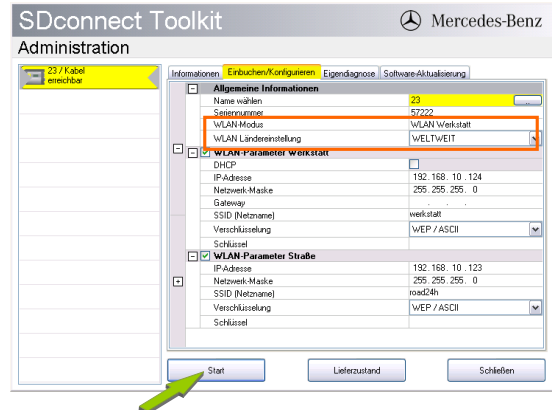 SDconnect Toolkit
Mercedes-Benz
Administration
23 / Kabel
erreichbar
Informationen Einbuchen/Konfigurieren Eigendiagnose Software-Aktualisierung
Allgemeine Informationen
Name wählen 23 ...
Seriennummer 57222
WLAN-Modus WLAN Werkstatt
WLAN Ländereinstellung WELTWEIT
WLAN-Parameter Werkstatt
DHCP
IP-Adresse 192.168. 10 .124
Netzwerk-Maske 255.255.255. 0
Gateway . . .
SSID (Netzname) werkstatt
Verschlüsselung WEP / ASCII
Schlüssel
WLAN-Parameter Straße
IP-Adresse 192.168. 10 .123
Netzwerk-Maske 255.255.255. 0
SSID (Netzname) road24h
Verschlüsselung WEP / ASCII
Schlüssel
Start Lieferzustand Schließen